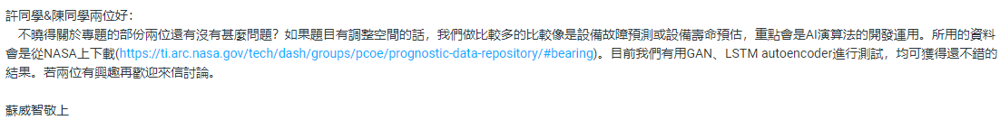 許同學&陳同學兩位好：
不曉得關於專題的部份兩位還有沒有甚麼問題？如果題目有調整空間的話，我們做比較多的比較像是設備故障預測或設備壽命預估，重點會是AI演算法的開發運用。所用的資料
會是從NASA上下載(https://ti.arc.nasa.gov/tech/dash/groups/pcoe/prognostic-data-repository/#bearing)。目前我們有用GAN、LSTM autoencoder進行測試，均可獲得還不錯的
結果。若兩位有興趣再歡迎來信討論。
蘇威智敬上